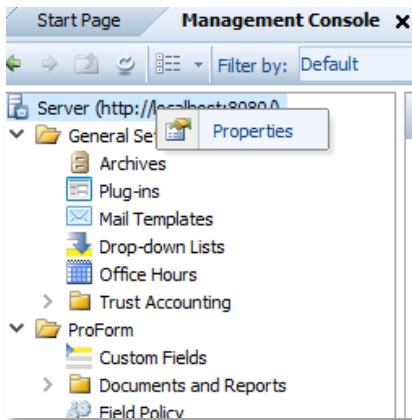 Start Page Management Console
Filter by: Default
Server (http://localhost:8080/)
General Se
Properties
Archives
Plug-ins
Mail Templates
Drop-down Lists
Office Hours
Trust Accounting
ProForm
Custom Fields
Documents and Reports
Field Policy